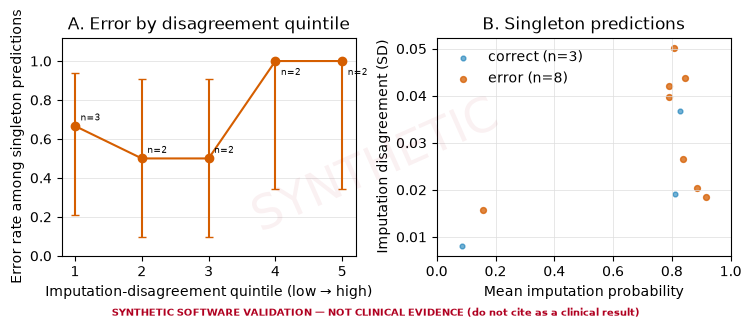 A. Error by disagreement quintile
Error rate among singleton predictions
1.0
0.8
0.6
0.4
0.2
0.0
n=3
n=2
n=2
n=2
n=2
1 2 3 4 5
Imputation-disagreement quintile (low → high)
B. Singleton predictions
Imputation disagreement (SD)
0.05
0.04
0.03
0.02
0.01
correct (n=3)
error (n=8)
0.0 0.2 0.4 0.6 0.8 1.0
Mean imputation probability
SYNTHETIC
SYNTHETIC SOFTWARE VALIDATION — NOT CLINICAL EVIDENCE (do not cite as a clinical result)